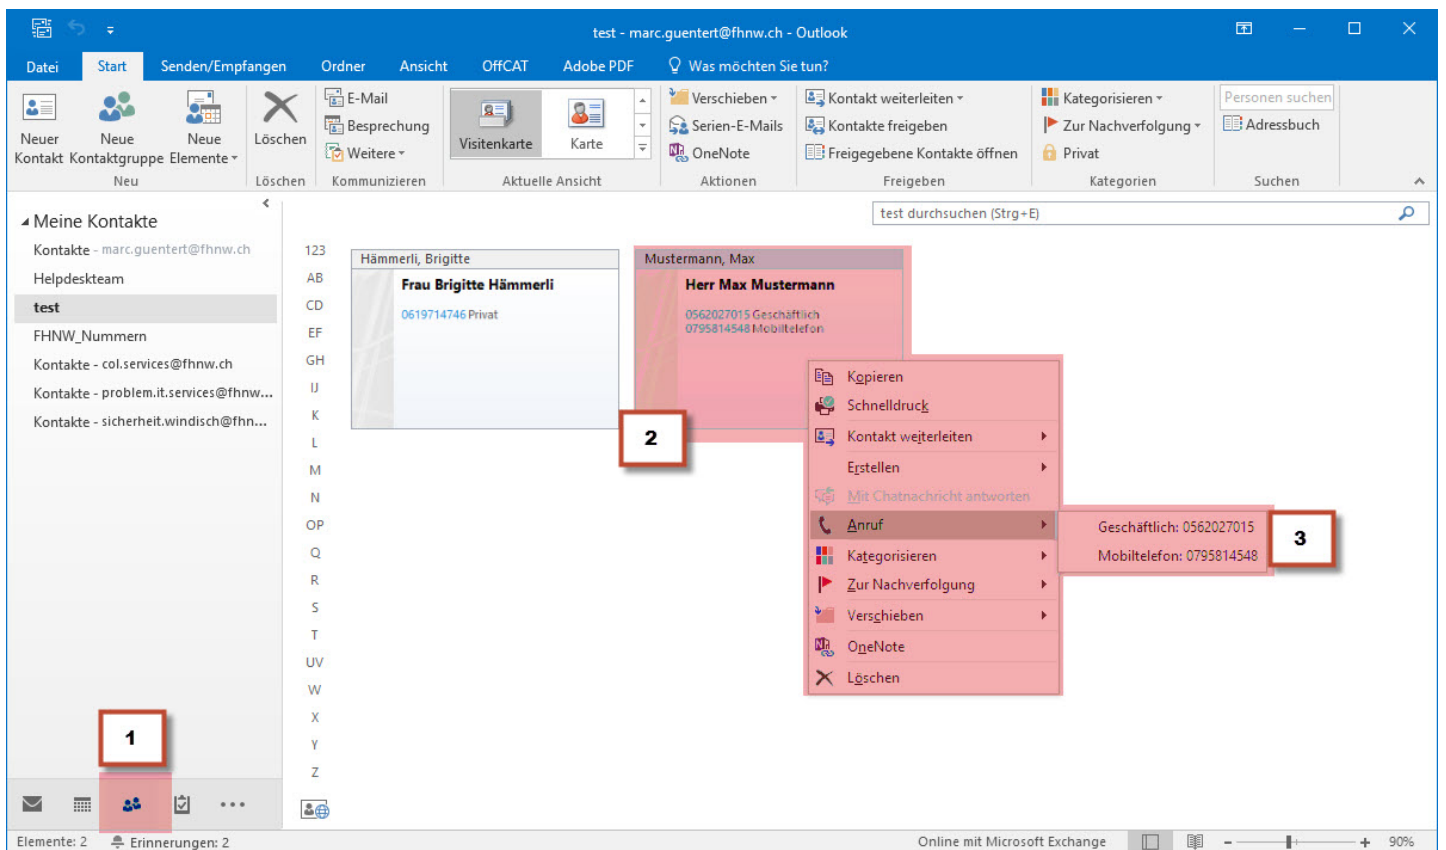 test - marc.guentert@fhnw.ch - Outlook
Datei Start Senden/Empfangen Ordner Ansicht OffCAT Adobe PDF Was möchten Sie tun?
Neuer Kontakt
Neue Kontaktgruppe
Neue Elemente
Löschen
E-Mail
Besprechung
Weitere
Visitenkarte
Karte
Verschieben
Serien-E-Mails
OneNote
Kontakt weiterleiten
Kontakte freigeben
Freigegebene Kontakte öffnen
Kategorisieren
Zur Nachverfolgung
Privat
Personen suchen
Adressbuch
Neu Löschen Kommunizieren Aktuelle Ansicht Aktionen Freigeben Kategorien Suchen
Meine Kontakte
Kontakte - marc.guentert@fhnw.ch
Helpdeskteam
test
FHNW_Nummern
Kontakte - col.services@fhnw.ch
Kontakte - problem.it.services@fhnw...
Kontakte - sicherheit.windisch@fhn...
test durchsuchen (Strg+E)
123
AB
CD
EF
GH
IJ
K
L
M
N
OP
Q
R
S
T
UV
W
X
Y
Z
Hämmerli, Brigitte
Frau Brigitte Hämmerli
0619714746 Privat
Mustermann, Max
Herr Max Mustermann
0562027015 Geschäftlich
0795814548 Mobiltelefon
2
Kopieren
Schnelldruck
Kontakt weiterleiten
Erstellen
Mit Chatnachricht antworten
Anruf
Kategorisieren
Zur Nachverfolgung
Verschieben
OneNote
Löschen
Geschäftlich: 0562027015
Mobiltelefon: 0795814548
3
1
Elemente: 2 Erinnerungen: 2 Online mit Microsoft Exchange 90%